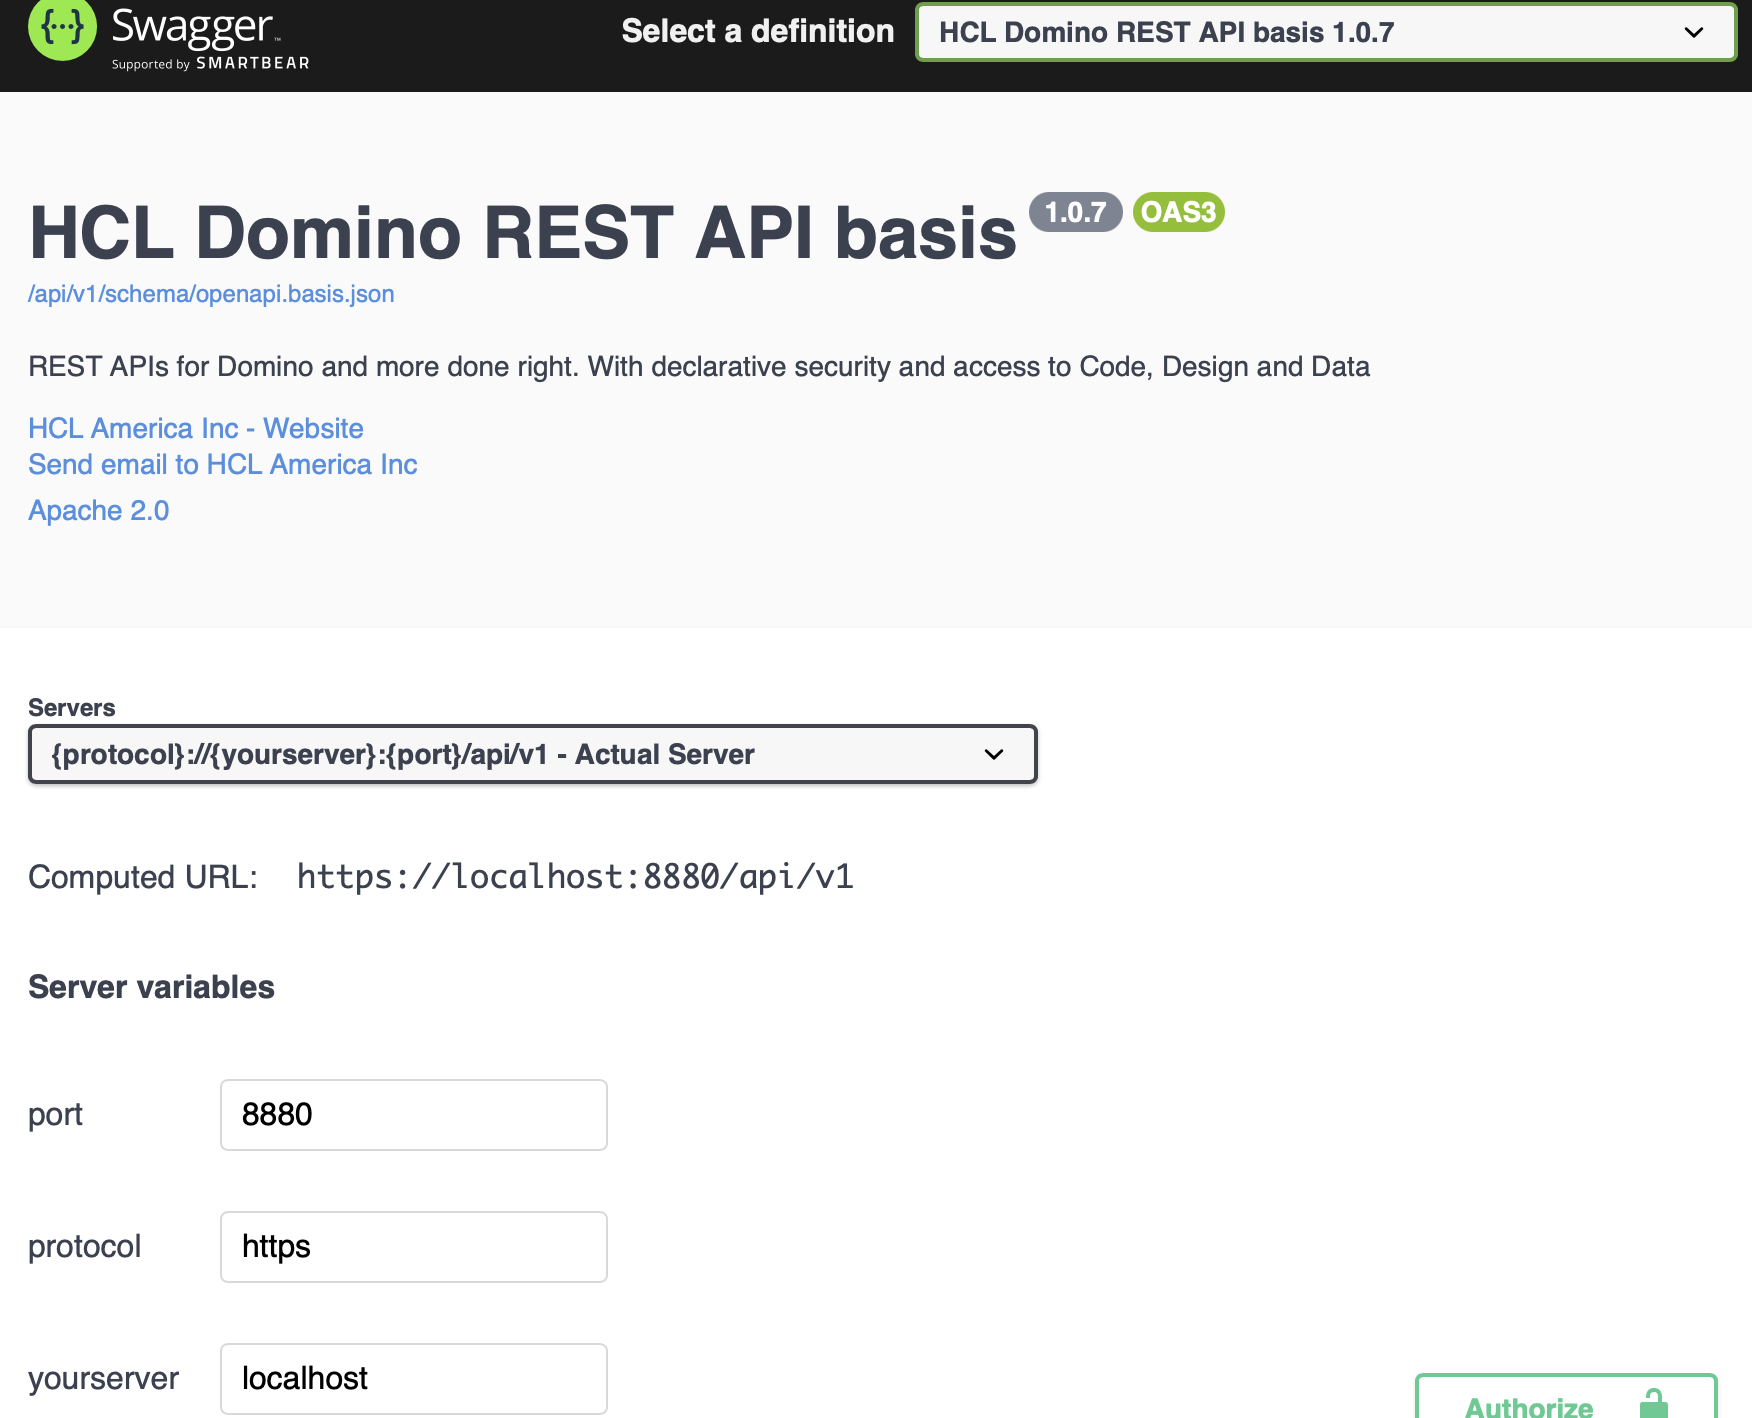 {...} Swagger™
Supported by SMARTBEAR
Select a definition
HCL Domino REST API basis 1.0.7
HCL Domino REST API basis 1.0.7 OAS3
/api/v1/schema/openapi.basis.json
REST APIs for Domino and more done right. With declarative security and access to Code, Design and Data
HCL America Inc - Website
Send email to HCL America Inc
Apache 2.0
Servers
{protocol}://{yourserver}:{port}/api/v1 - Actual Server
Computed URL: https://localhost:8880/api/v1
Server variables
port 8880
protocol https
yourserver localhost
Authorize